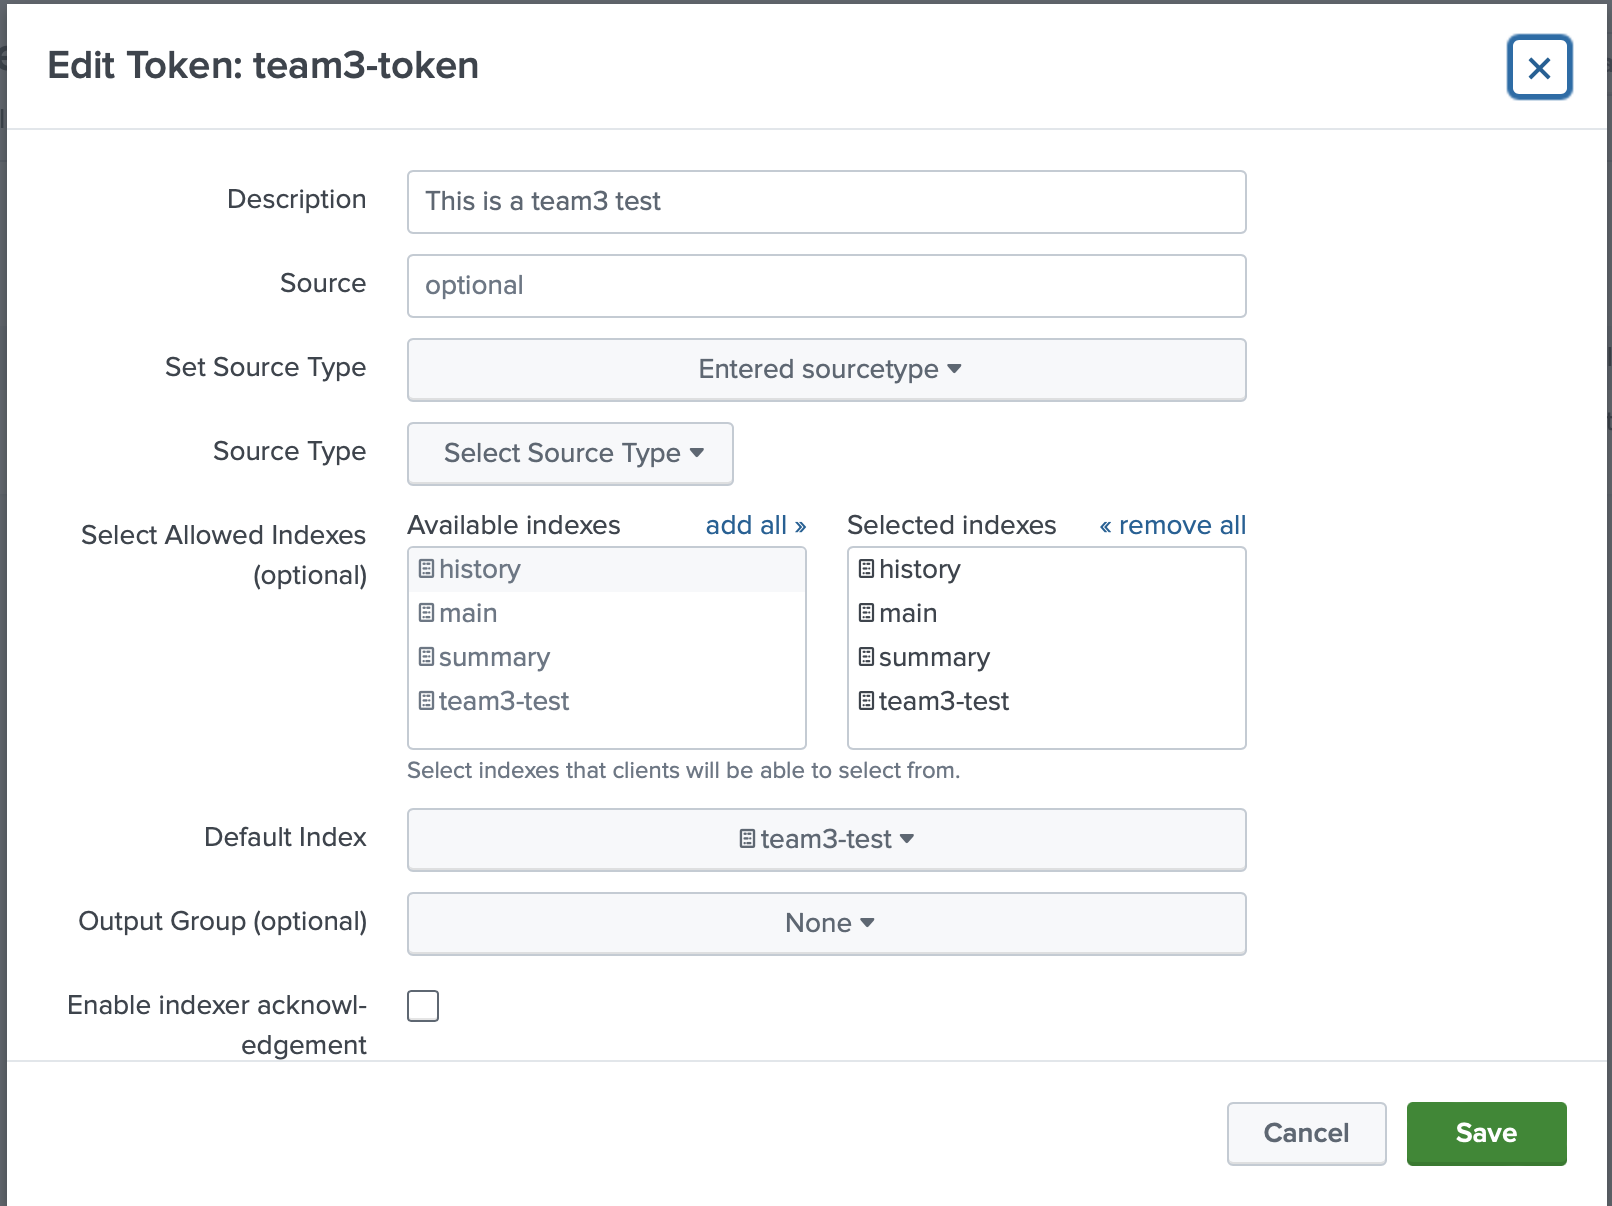 Edit Token: team3-token
Description
This is a team3 test
Source
optional
Set Source Type
Entered sourcetype
Source Type
Select Source Type
Select Allowed Indexes
(optional)
Available indexes
add all »
history
main
summary
team3-test
Selected indexes
« remove all
history
main
summary
team3-test
Select indexes that clients will be able to select from.
Default Index
team3-test
Output Group (optional)
None
Enable indexer acknowl-
edgement
Cancel
Save